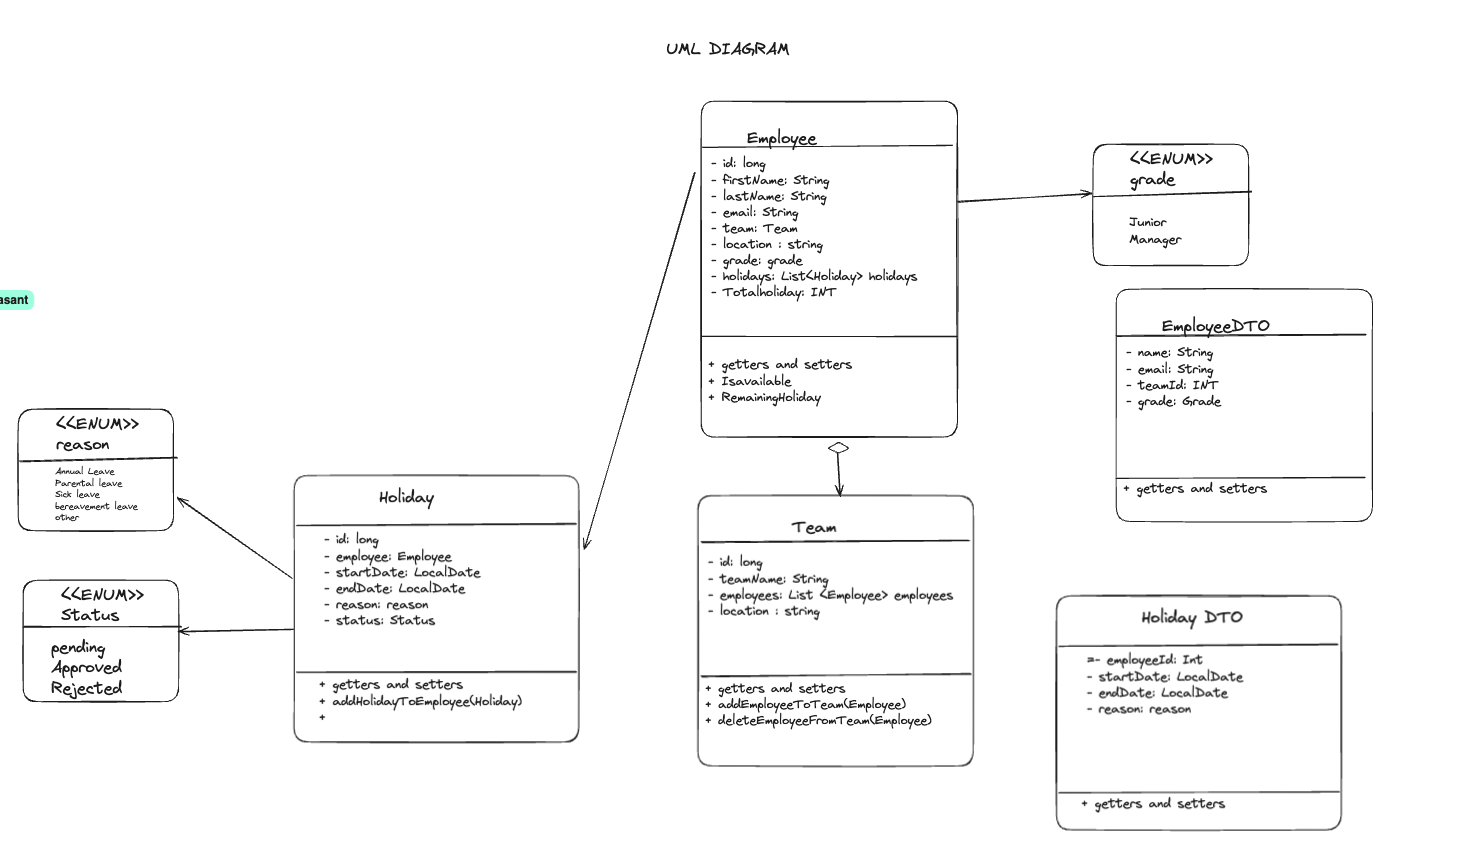 UML DIAGRAM
Employee
- id: long
- firstName: String
- lastName: String
- email: String
- team: Team
- location : string
- grade: grade
- holidays: List<Holiday> holidays
- Totalholiday: INT
+ getters and setters
+ Isavailable
+ RemainingHoliday
<<ENUM>>
grade
Junior
Manager
asant
EmployeeDTO
- name: String
- email: String
- teamId: INT
- grade: Grade
+ getters and setters
<<ENUM>>
reason
Annual Leave
Parental leave
Sick leave
bereavement leave
other
<<ENUM>>
Status
pending
Approved
Rejected
Holiday
- id: long
- employee: Employee
- startDate: LocalDate
- endDate: LocalDate
- reason: reason
- status: Status
+ getters and setters
+ addHolidayToEmployee(Holiday)
+
Team
- id: long
- teamName: String
- employees: List <Employee> employees
- location : string
+ getters and setters
+ addEmployeeToTeam(Employee)
+ deleteEmployeeFromTeam(Employee)
Holiday DTO
=- employeeId: Int
- startDate: LocalDate
- endDate: LocalDate
- reason: reason
+ getters and setters